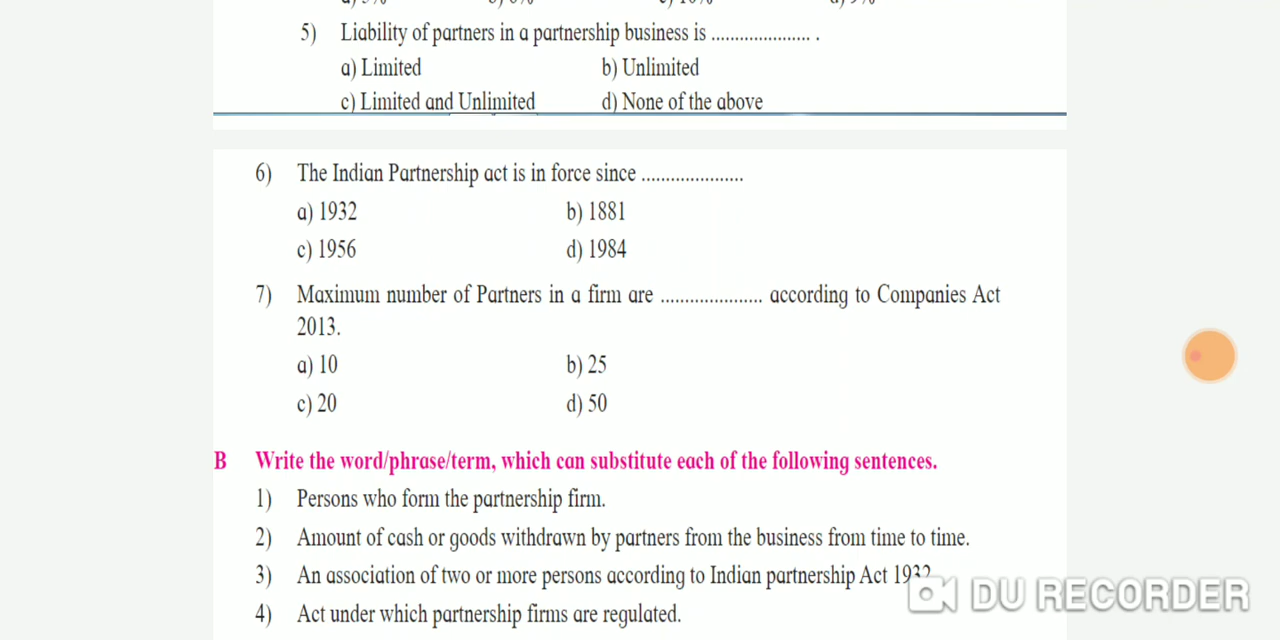 5) Liability of partners in a partnership business is ..................... .
a) Limited b) Unlimited
c) Limited and Unlimited d) None of the above
6) The Indian Partnership act is in force since .....................
a) 1932 b) 1881
c) 1956 d) 1984
7) Maximum number of Partners in a firm are ..................... according to Companies Act
2013.
a) 10 b) 25
c) 20 d) 50
B Write the word/phrase/term, which can substitute each of the following sentences.
1) Persons who form the partnership firm.
2) Amount of cash or goods withdrawn by partners from the business from time to time.
3) An association of two or more persons according to Indian partnership Act 1932
4) Act under which partnership firms are regulated.
DU RECORDER